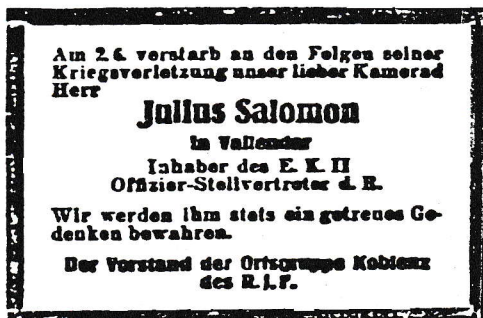 Am 2.6. verstarb an den Folgen seiner
Kriegsverletzung unser lieber Kamerad
Herr
Julius Salomon
in Vallendar
Inhaber des E. K. II
Offizier-Stellvertreter d. R.
Wir werden ihm stets ein getreues Ge-
denken bewahren.
Der Vorstand der Ortsgruppe Koblenz
des R. j. F.